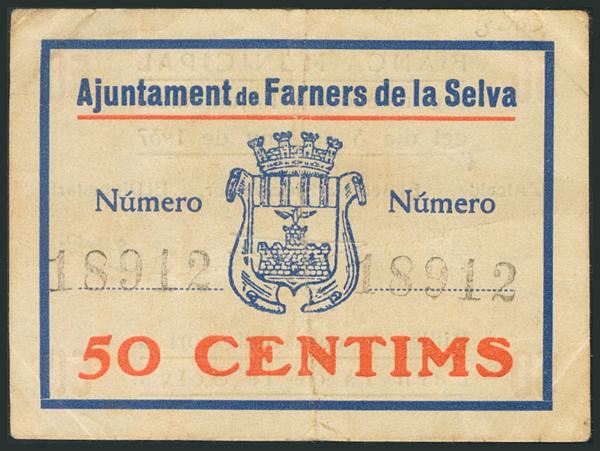 Ajuntament de Farners de la Selva
Número Número
18912 18912
50 CENTIMS